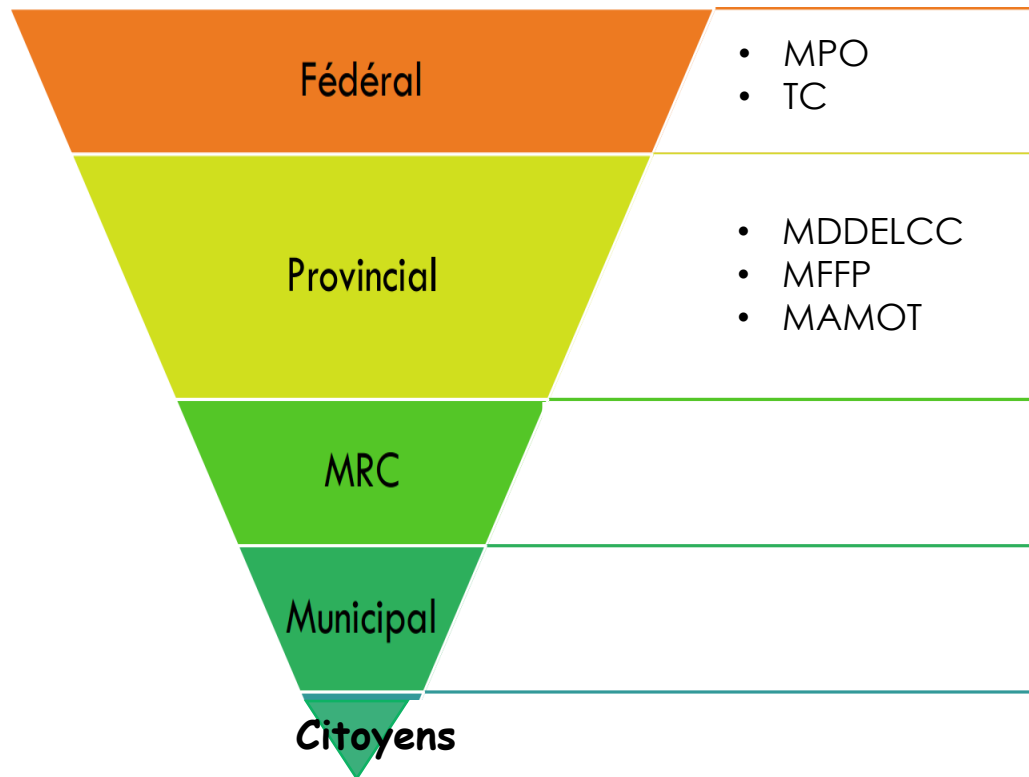 Fédéral
• MPO
• TC
Provincial
• MDDELCC
• MFFP
• MAMOT
MRC
Municipal
Citoyens